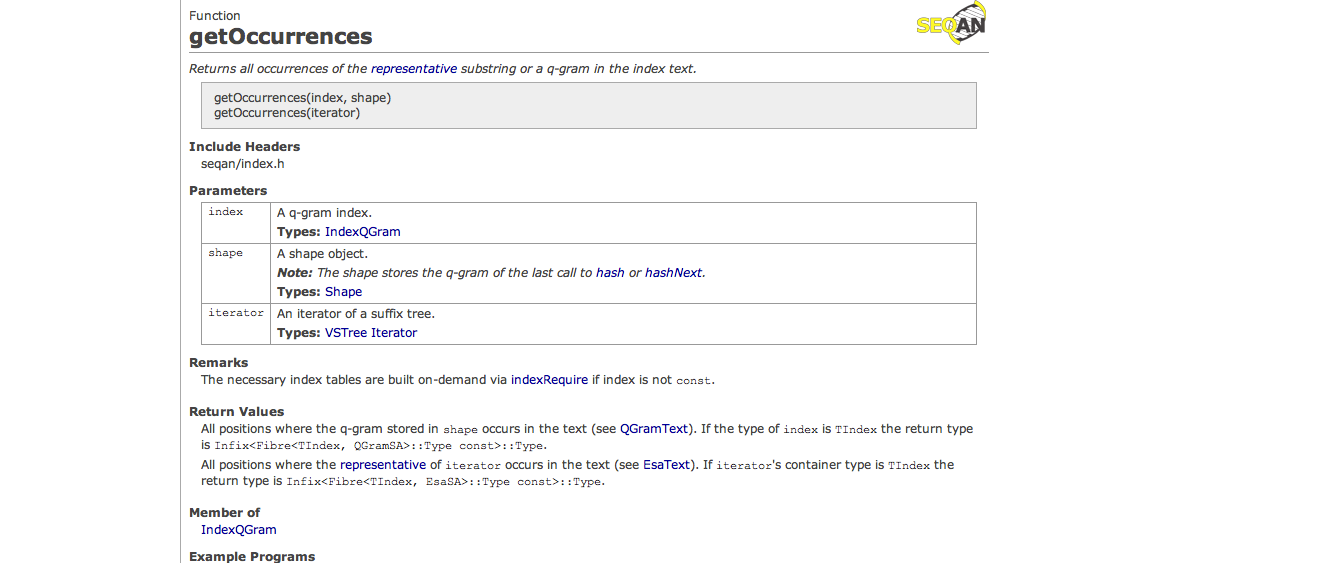 Function
SEQAN
getOccurrences
Returns all occurrences of the representative substring or a q-gram in the index text.
getOccurrences(index, shape)
getOccurrences(iterator)
Include Headers
seqan/index.h
Parameters
index A q-gram index.
Types: IndexQGram
shape A shape object.
Note: The shape stores the q-gram of the last call to hash or hashNext.
Types: Shape
iterator An iterator of a suffix tree.
Types: VSTree Iterator
Remarks
The necessary index tables are built on-demand via indexRequire if index is not const.
Return Values
All positions where the q-gram stored in shape occurs in the text (see QGramText). If the type of index is TIndex the return type
is Infix<Fibre<TIndex, QGramSA>::Type const>::Type.
All positions where the representative of iterator occurs in the text (see EsaText). If iterator's container type is TIndex the
return type is Infix<Fibre<TIndex, EsaSA>::Type const>::Type.
Member of
IndexQGram
Example Programs